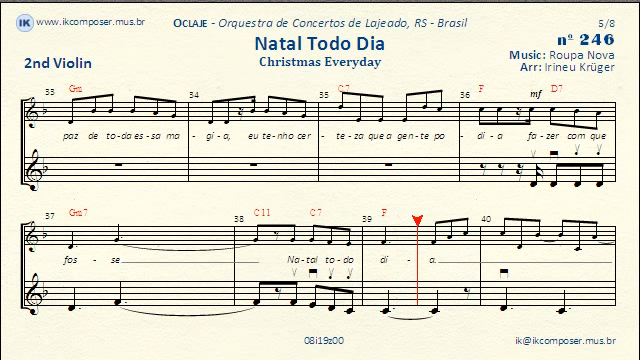 iK www.ikcomposer.mus.br OCLAJE - Orquestra de Concertos de Lajeado, RS - Brasil 5/8
Natal Todo Dia nº 246
2nd Violin Christmas Everyday Music: Roupa Nova
Arr: Irineu Krüger
33 Gm 34 35 C7 36 F mf D7
paz de to-da es-sa ma - gi-a, eu te-nho cer - te-za que a gen-te po - di-a fa-zer com que
37 Gm7 38 C11 C7 39 F 40
fos - se Na-tal to-do di - a.
08i19z00 ik@ikcomposer.mus.br